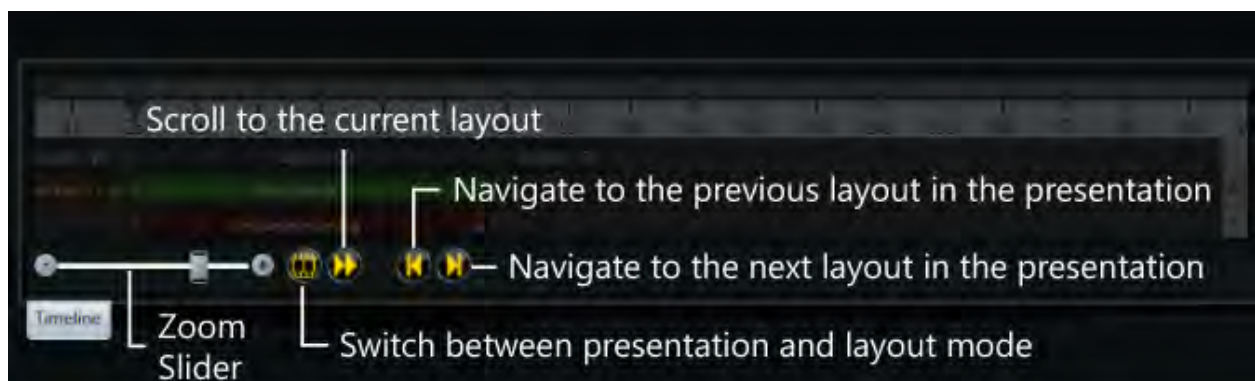 Scroll to the current layout
Navigate to the previous layout in the presentation
Navigate to the next layout in the presentation
Timeline
Zoom
Slider
Switch between presentation and layout mode